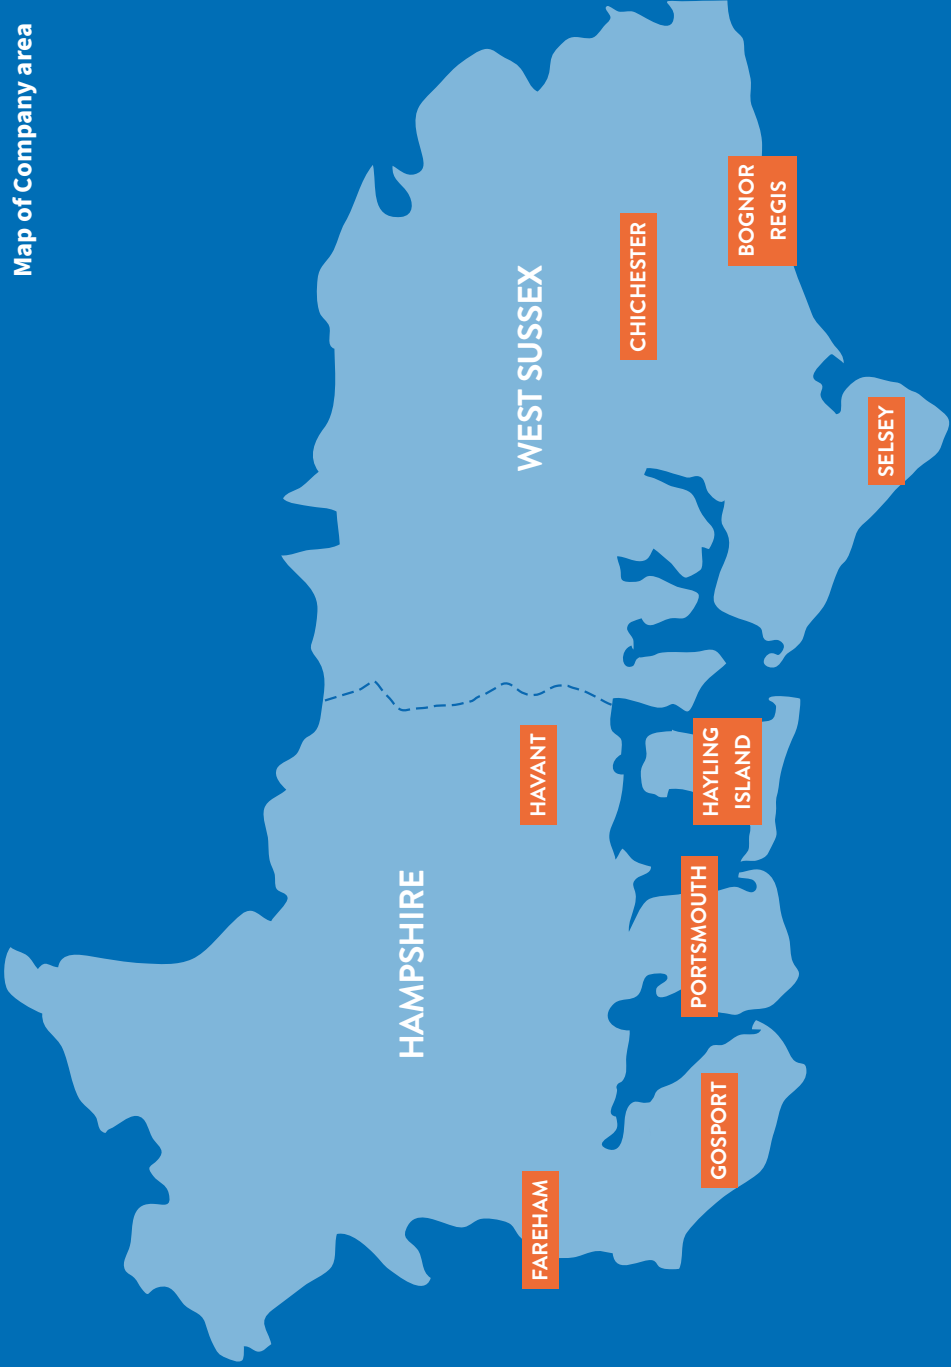 Map of Company area
HAMPSHIRE
WEST SUSSEX
FAREHAM
HAVANT
CHICHESTER
GOSPORT
PORTSMOUTH
HAYLING
ISLAND
BOGNOR
REGIS
SELSEY